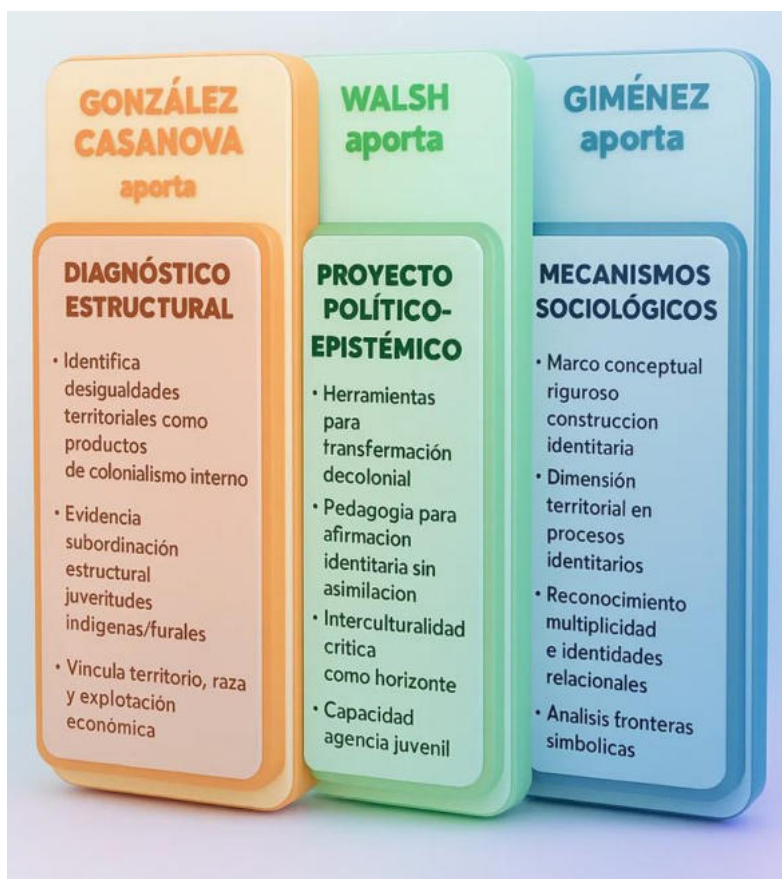 GONZÁLEZ
CASANOVA
aporta
DIAGNÓSTICO
ESTRUCTURAL
• Identifica
desigualdades
territoriales como
productos
de colonialismo interno
• Evidencia
subordinación
estructural
juveritudes
indigenas/furales
• Vincula territorio, raza
y explotación
económica
WALSH
aporta
PROYECTO
POLÍTICO-
EPISTÉMICO
• Herramientas
para
transfermación
decolonial
• Pedagogia para
afirmacion
identitaria sin
asimilacion
• Interculturalidad
critica
como horizonte
• Capacidad
agencia juvenil
GIMÉNEZ
aporta
MECANISMOS
SOCIOLÓGICOS
• Marco conceptual
riguroso
construccion
identitaria
• Dimensión
territorial en
procesos
identitarios
• Reconocimiento
multiplicidad
e identidades
relacionales
• Analisis fronteras
simbolicas